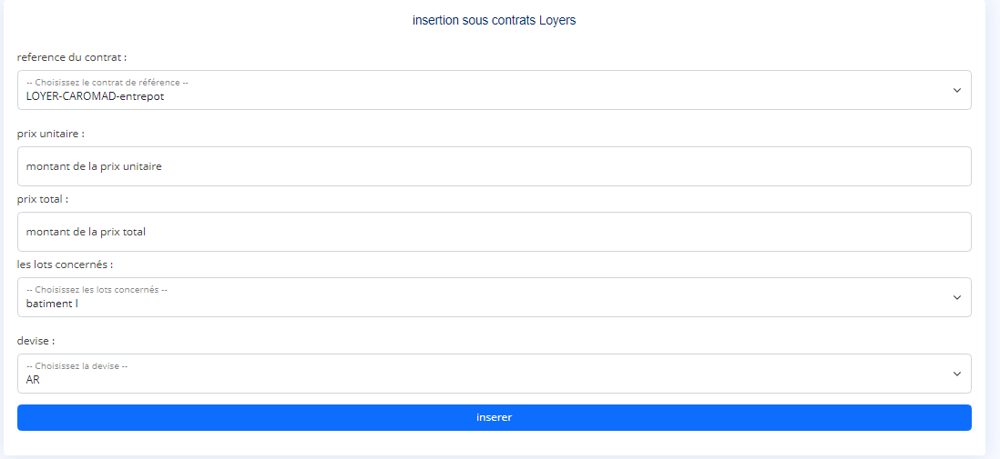 insertion sous contrats Loyers
reference du contrat :
-- Choisissez le contrat de référence --
LOYER-CAROMAD-entrepot
prix unitaire :
montant de la prix unitaire
prix total :
montant de la prix total
les lots concernés :
-- Choisissez les lots concernés --
batiment I
devise :
-- Choisissez la devise --
AR
inserer